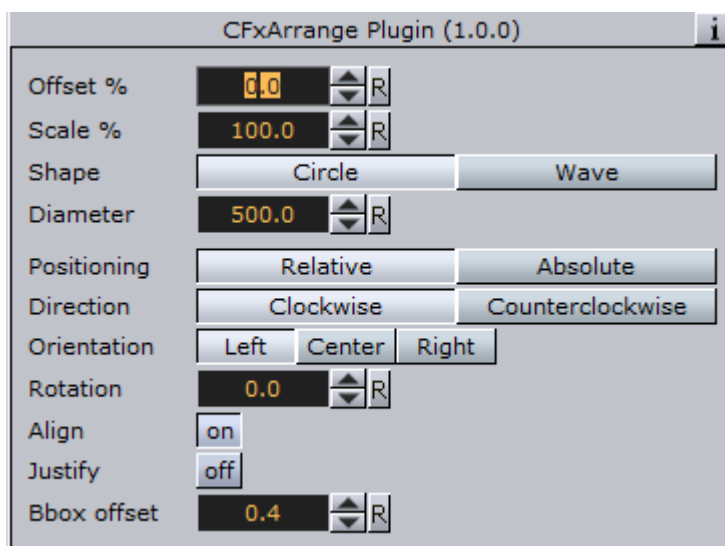 CFxArrange Plugin (1.0.0) i
Offset % 0.0 R
Scale % 100.0 R
Shape Circle Wave
Diameter 500.0 R
Positioning Relative Absolute
Direction Clockwise Counterclockwise
Orientation Left Center Right
Rotation 0.0 R
Align on
Justify off
Bbox offset 0.4 R